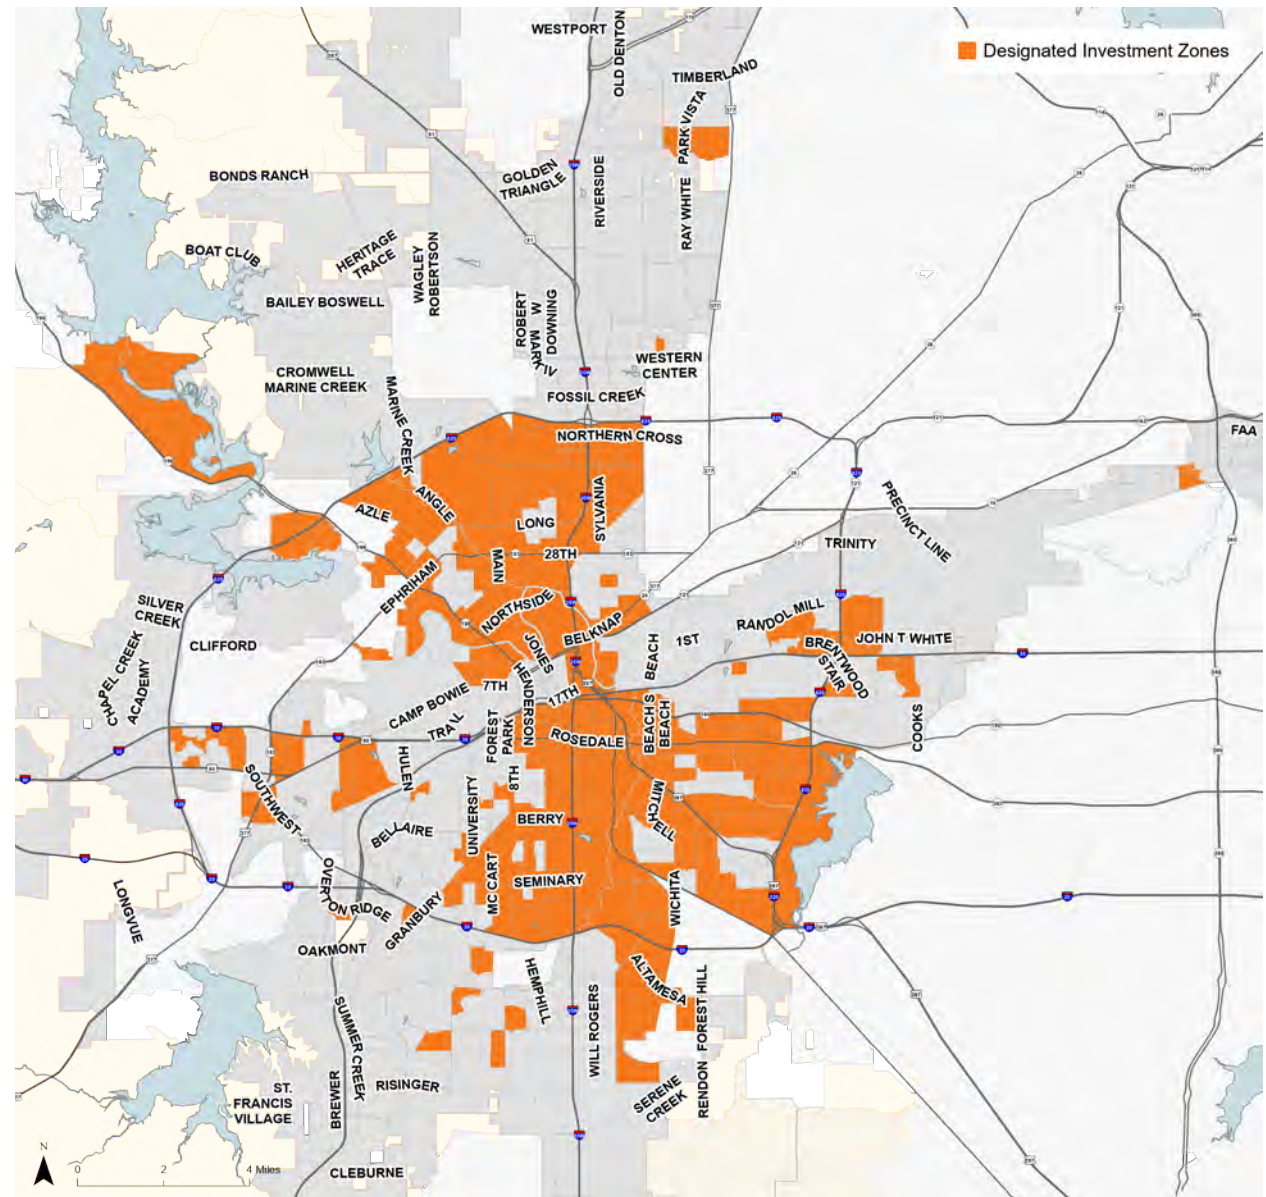 WESTPORT
OLD DENTON
Designated Investment Zones
TIMBERLAND
PARK VISTA
RAY WHITE
GOLDEN
TRIANGLE
RIVERSIDE
BONDS RANCH
BOAT CLUB
HERITAGE
TRACE
WAGLEY
ROBERTSON
BAILEY BOSWELL
ROBERT
W
DOWNING
MARK IV
WESTERN
CENTER
CROMWELL
MARINE CREEK
MARINE CREEK
FOSSIL CREEK
NORTHERN CROSS
FAA
AZLE
ANGLE
LONG
SYLVANIA
PRECINCT LINE
MAIN
28TH
TRINITY
EPHRIHAM
SILVER
CREEK
NORTHSIDE
BELKNAP
RANDOL MILL
CLIFFORD
CHAPEL CREEK
ACADEMY
JONES
1ST
BEACH
BRENTWOOD
STAIR
JOHN T WHITE
7TH
HENDERSON
17TH
CAMP BOWIE
TRAIL
FOREST
PARK
ROSEDALE
BEACH S
BEACH
COOKS
HULEN
8TH
SOUTHWEST
UNIVERSITY
BERRY
MITCHELL
BELLAIRE
MC CART
SEMINARY
WICHITA
OVERTON RIDGE
GRANBURY
LONGVUE
OAKMONT
HEMPHILL
ALTAMESA
SUMMER CREEK
WILL ROGERS
FOREST HILL
RENDON
RISINGER
ST.
FRANCIS
VILLAGE
BREWER
SERENE
CREEK
CLEBURNE
N
0 2 4 Miles